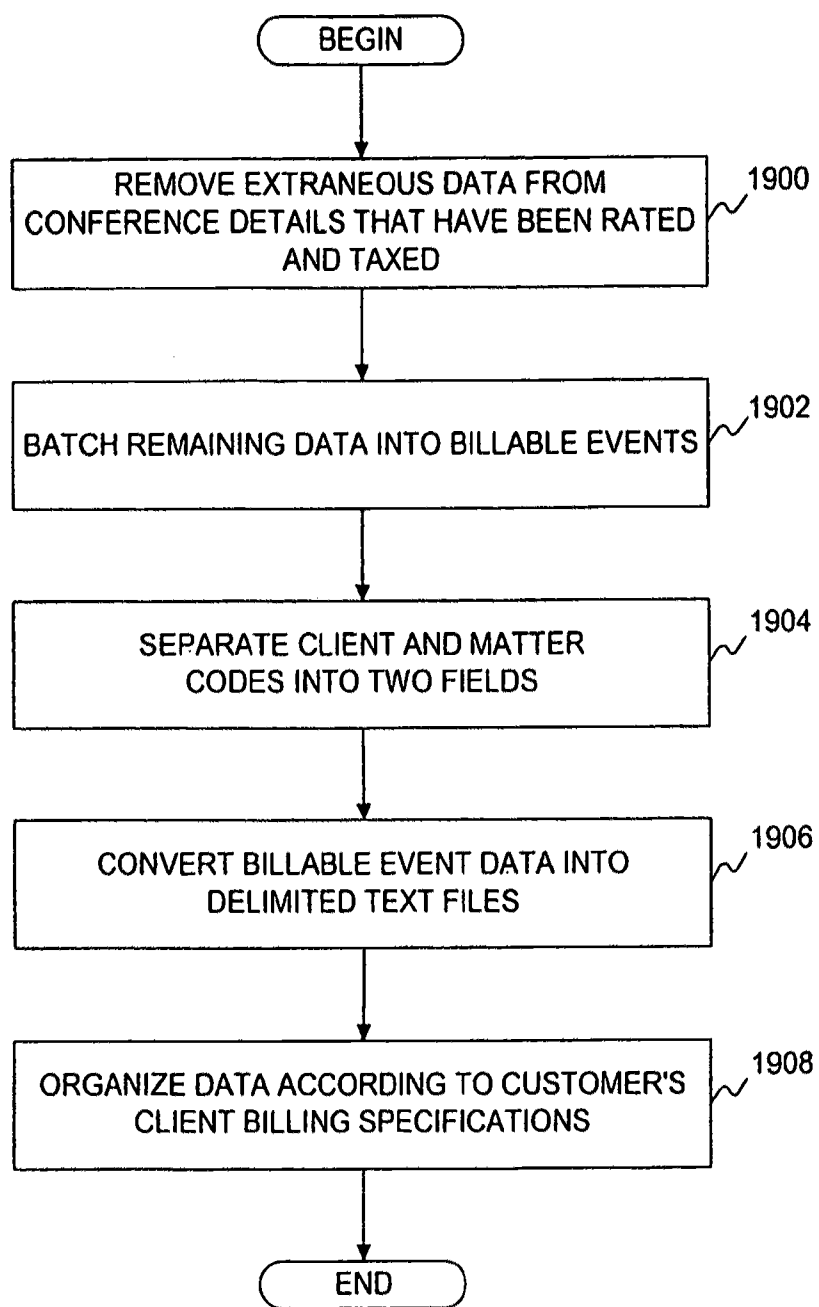 BEGIN
REMOVE EXTRANEOUS DATA FROM
CONFERENCE DETAILS THAT HAVE BEEN RATED
AND TAXED
1900
BATCH REMAINING DATA INTO BILLABLE EVENTS
1902
SEPARATE CLIENT AND MATTER
CODES INTO TWO FIELDS
1904
CONVERT BILLABLE EVENT DATA INTO
DELIMITED TEXT FILES
1906
ORGANIZE DATA ACCORDING TO CUSTOMER'S
CLIENT BILLING SPECIFICATIONS
1908
END